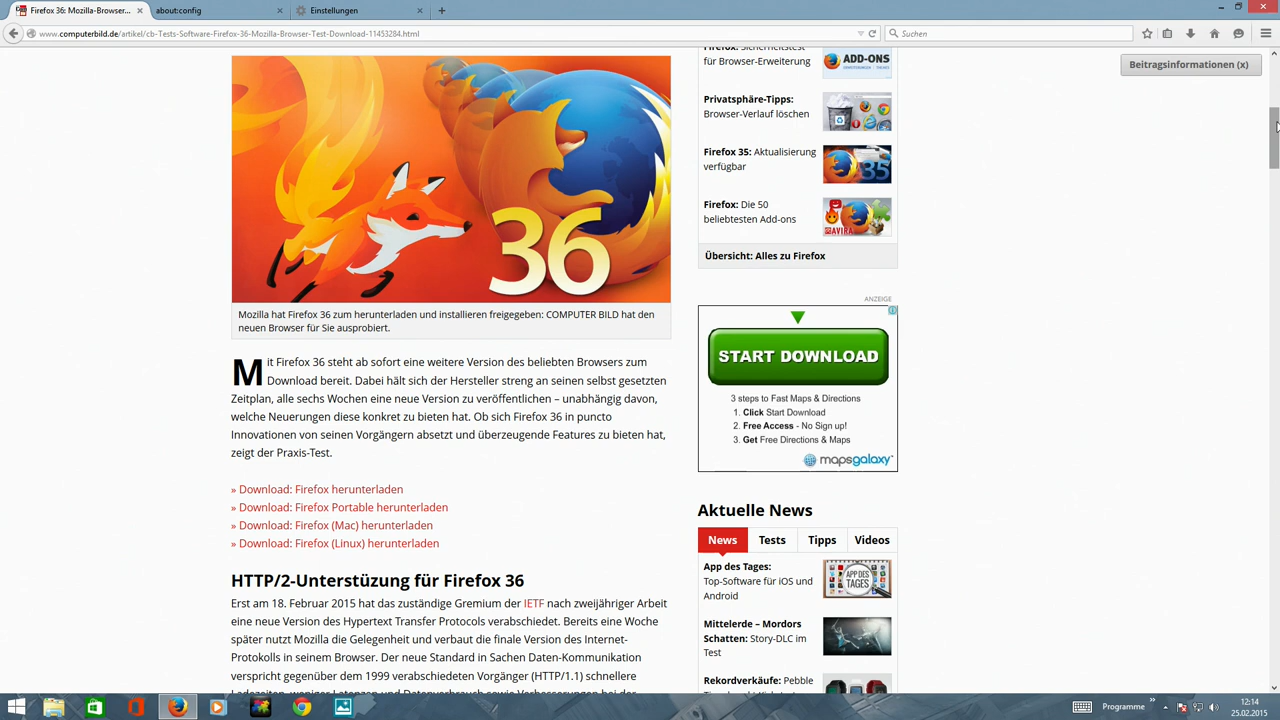 Firefox 36: Mozilla-Browser...
about:config
Einstellungen
www.computerbild.de/artikel/cb-Tests-Software-Firefox-36-Mozilla-Browser-Test-Download-11453284.html
Suchen
Beitragsinformationen (x)
36
Mozilla hat Firefox 36 zum herunterladen und installieren freigegeben: COMPUTER BILD hat den
neuen Browser für Sie ausprobiert.
Mit Firefox 36 steht ab sofort eine weitere Version des beliebten Browsers zum
Download bereit. Dabei hält sich der Hersteller streng an seinen selbst gesetzten
Zeitplan, alle sechs Wochen eine neue Version zu veröffentlichen – unabhängig davon,
welche Neuerungen diese konkret zu bieten hat. Ob sich Firefox 36 in puncto
Innovationen von seinen Vorgängern absetzt und überzeugende Features zu bieten hat,
zeigt der Praxis-Test.
» Download: Firefox herunterladen
» Download: Firefox Portable herunterladen
» Download: Firefox (Mac) herunterladen
» Download: Firefox (Linux) herunterladen
HTTP/2-Unterstüzung für Firefox 36
Erst am 18. Februar 2015 hat das zuständige Gremium der IETF nach zweijähriger Arbeit
eine neue Version des Hypertext Transfer Protocols verabschiedet. Bereits eine Woche
später nutzt Mozilla die Gelegenheit und verbaut die finale Version des Internet-
Protokolls in seinem Browser. Der neue Standard in Sachen Daten-Kommunikation
verspricht gegenüber dem 1999 verabschiedeten Vorgänger (HTTP/1.1) schnellere
Firefox: Sicherheitstest
für Browser-Erweiterung
ADD-ONS
Privatsphäre-Tipps:
Browser-Verlauf löschen
Firefox 35: Aktualisierung
verfügbar
35
Firefox: Die 50
beliebtesten Add-ons
AVIRA
Übersicht: Alles zu Firefox
ANZEIGE
START DOWNLOAD
3 steps to Fast Maps & Directions
1. Click Start Download
2. Free Access - No Sign up!
3. Get Free Directions & Maps
mapsgalaxy
Aktuelle News
News Tests Tipps Videos
App des Tages:
Top-Software für iOS und
Android
APP DES
TAGES
Mittelerde – Mordors
Schatten: Story-DLC im
Test
Rekordverkäufe: Pebble
Programme
12:14
25.02.2015